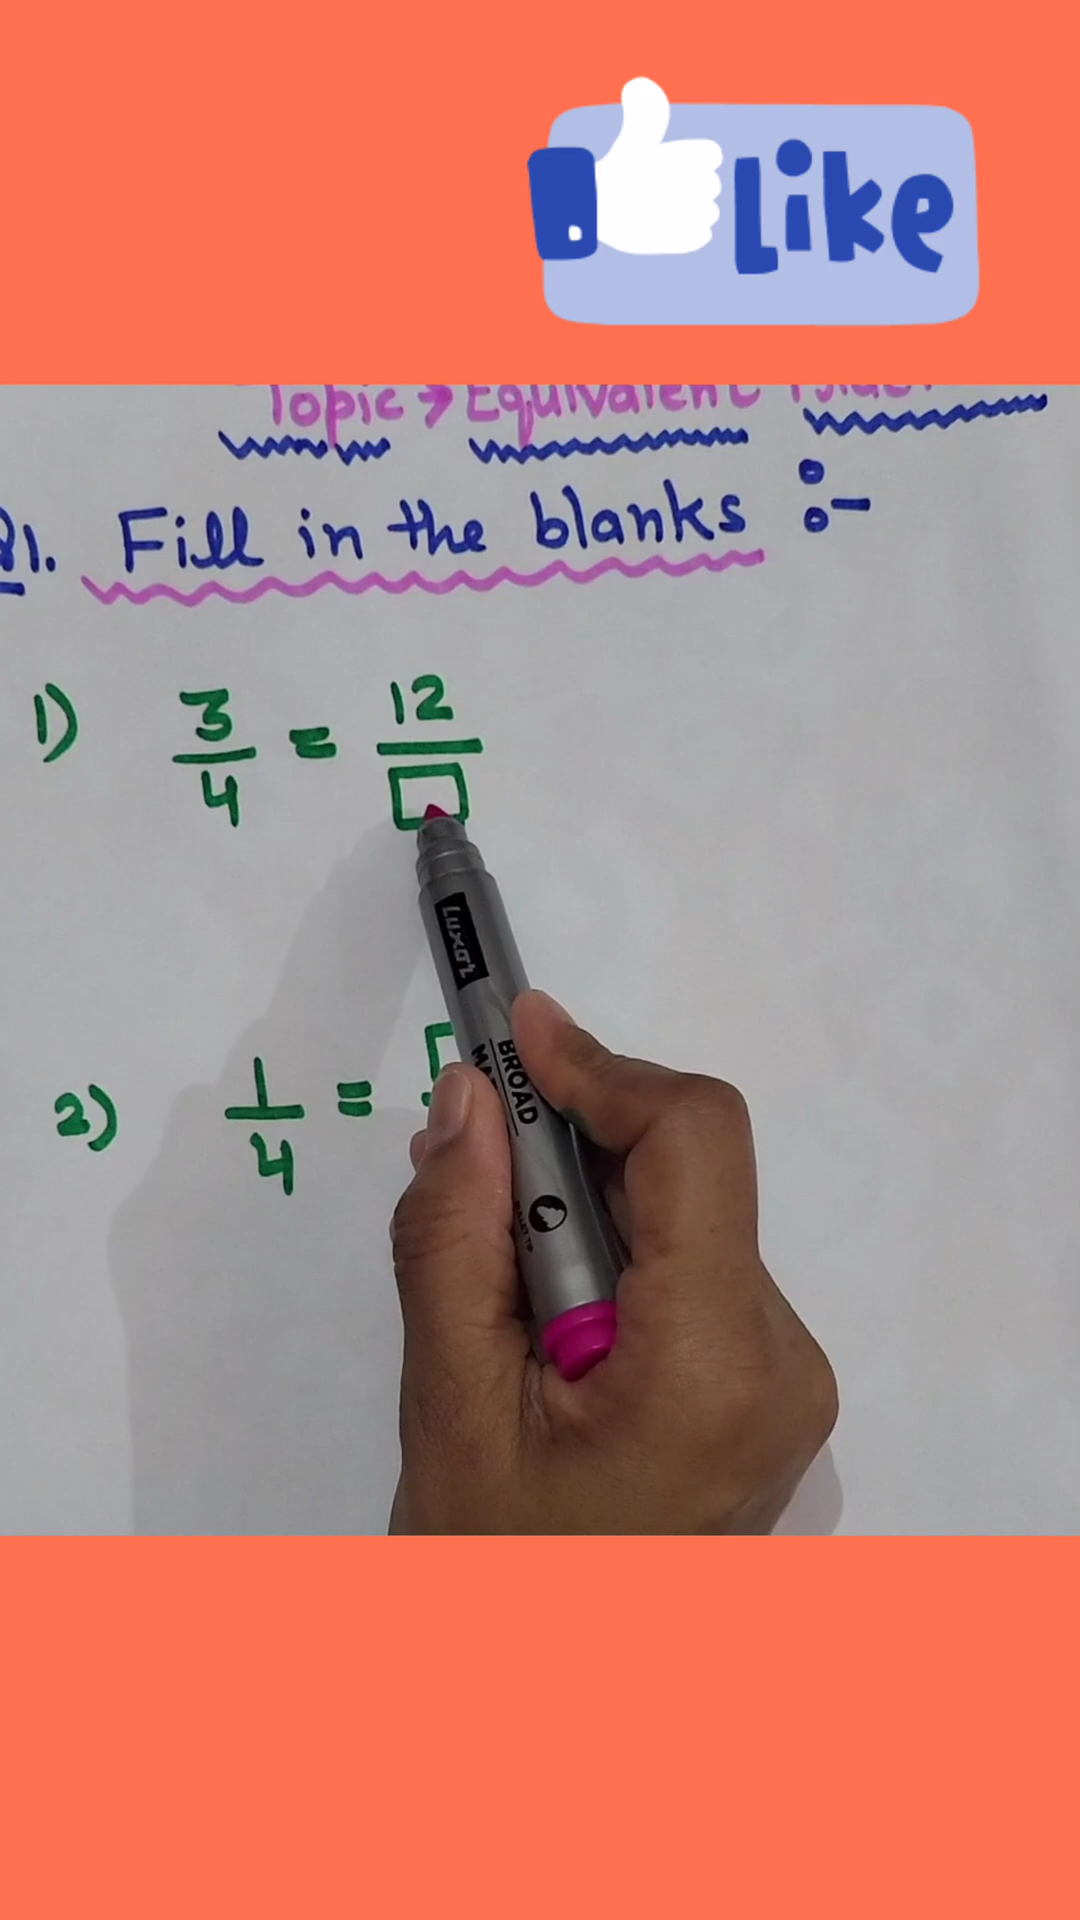 Like
Topic → Equivalent
Q1. Fill in the blanks :-
1) 3/4 = 12/□
2) 1/4 =
Luxor
BROAD